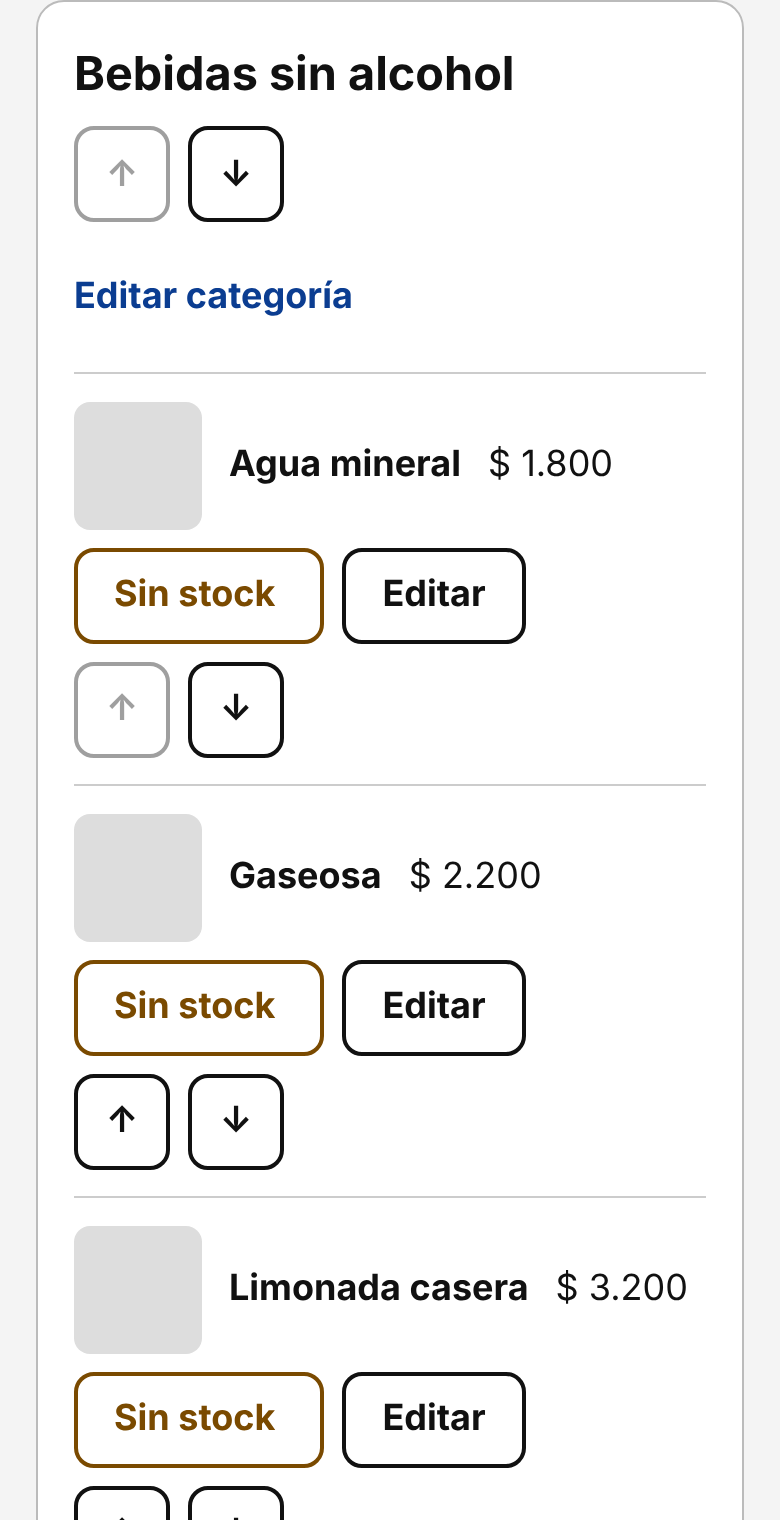 Bebidas sin alcohol
↑ ↓
Editar categoría
Agua mineral $ 1.800
Sin stock Editar
↑ ↓
Gaseosa $ 2.200
Sin stock Editar
↑ ↓
Limonada casera $ 3.200
Sin stock Editar